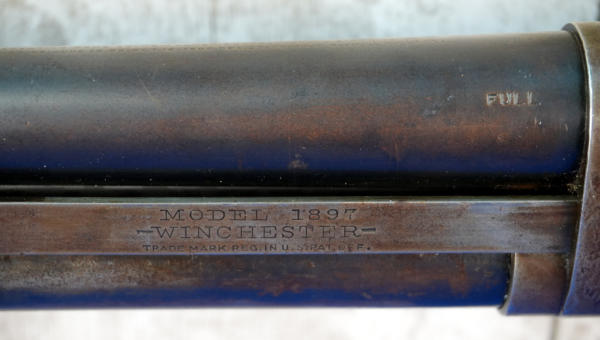 FULL
MODEL 1897
-WINCHESTER-
TRADE MARK REG. IN U.S. PAT. OFF.